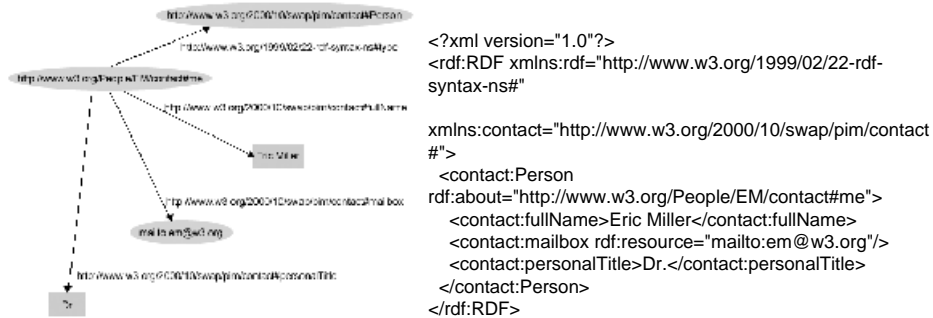 http://www.w3.org/2000/10/swap/pim/contact#Person
http://www.w3.org/1999/02/22-rdf-syntax-ns#type
http://www.w3.org/People/EM/contact#me
http://www.w3.org/2000/10/swap/pim/contact#fullName
Eric Miller
http://www.w3.org/2000/10/swap/pim/contact#mailbox
mailto:em@w3.org
http://www.w3.org/2000/10/swap/pim/contact#personalTitle
Dr.
<?xml version="1.0"?>
<rdf:RDF xmlns:rdf="http://www.w3.org/1999/02/22-rdf-
syntax-ns#"
xmlns:contact="http://www.w3.org/2000/10/swap/pim/contact
#">
<contact:Person
rdf:about="http://www.w3.org/People/EM/contact#me">
<contact:fullName>Eric Miller</contact:fullName>
<contact:mailbox rdf:resource="mailto:em@w3.org"/>
<contact:personalTitle>Dr.</contact:personalTitle>
</contact:Person>
</rdf:RDF>